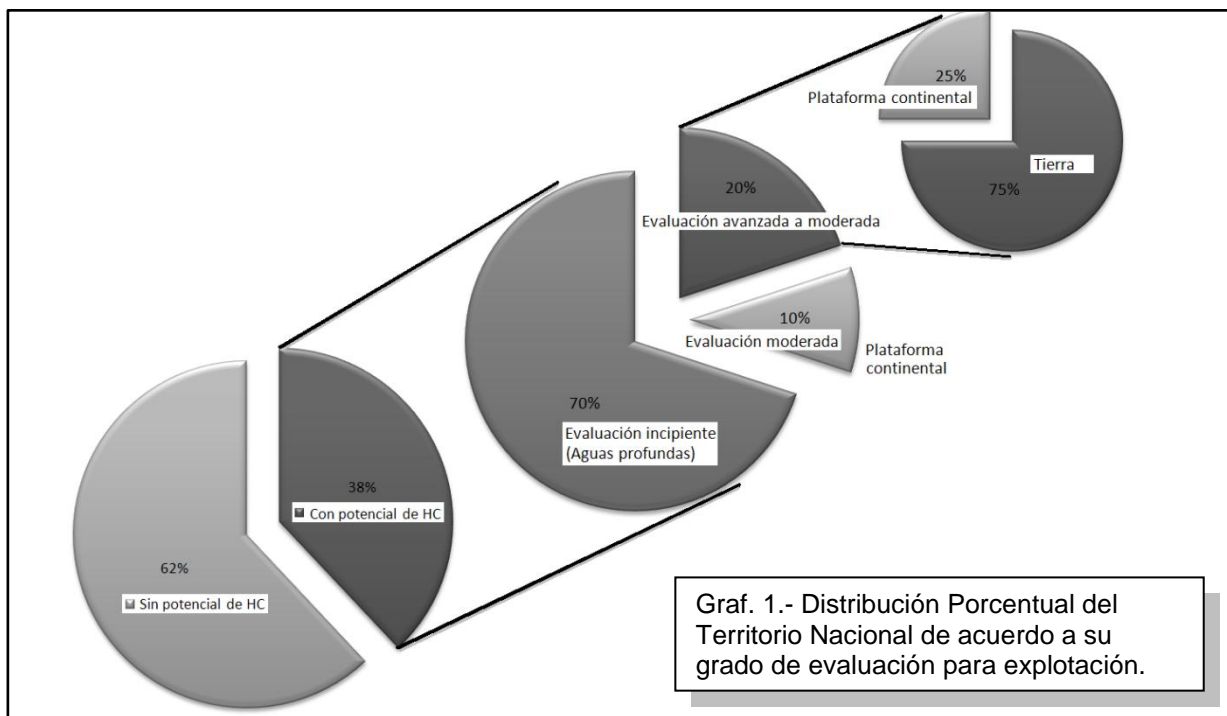 25%
Plataforma continental
Tierra
75%
20%
Evaluación avanzada a moderada
10%
Evaluación moderada
Plataforma
continental
70%
Evaluación incipiente
(Aguas profundas)
38%
Con potencial de HC
62%
Sin potencial de HC
Graf. 1.- Distribución Porcentual del
Territorio Nacional de acuerdo a su
grado de evaluación para explotación.